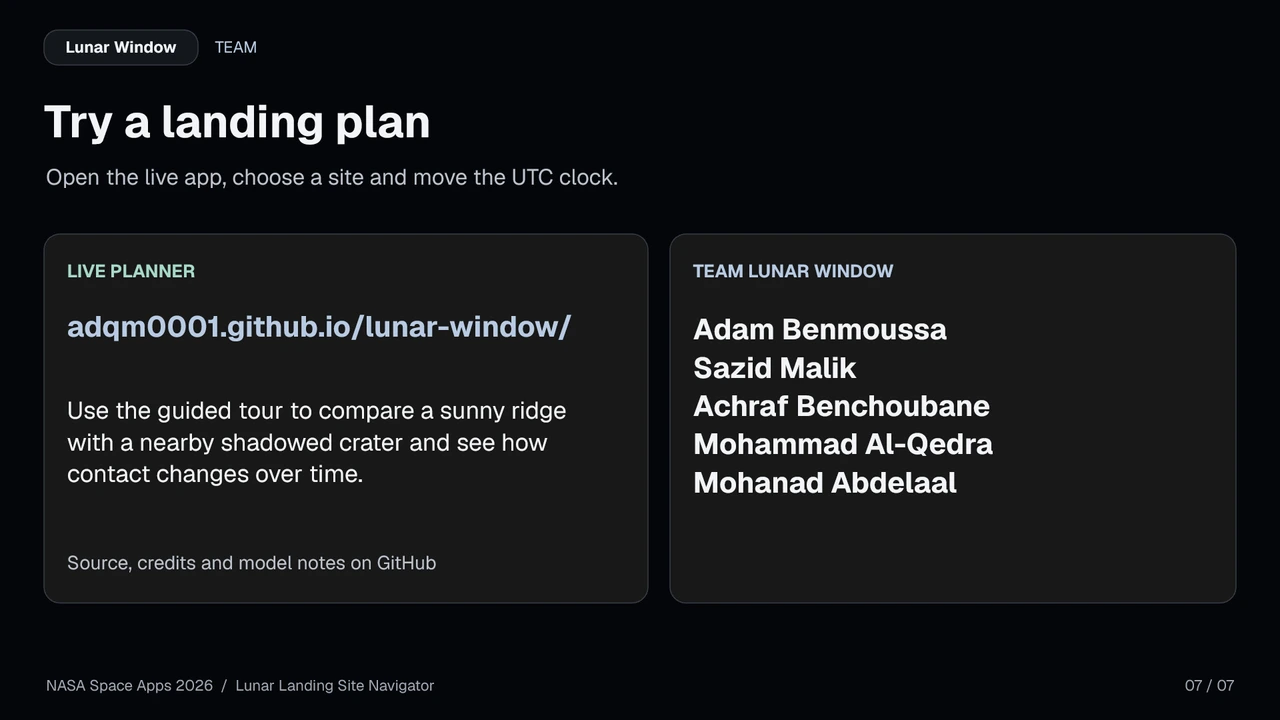 Lunar Window
TEAM
Try a landing plan
Open the live app, choose a site and move the UTC clock.
LIVE PLANNER
adqm0001.github.io/lunar-window/
Use the guided tour to compare a sunny ridge
with a nearby shadowed crater and see how
contact changes over time.
Source, credits and model notes on GitHub
TEAM LUNAR WINDOW
Adam Benmoussa
Sazid Malik
Achraf Benchoubane
Mohammad Al-Qedra
Mohanad Abdelaal
NASA Space Apps 2026 / Lunar Landing Site Navigator
07 / 07